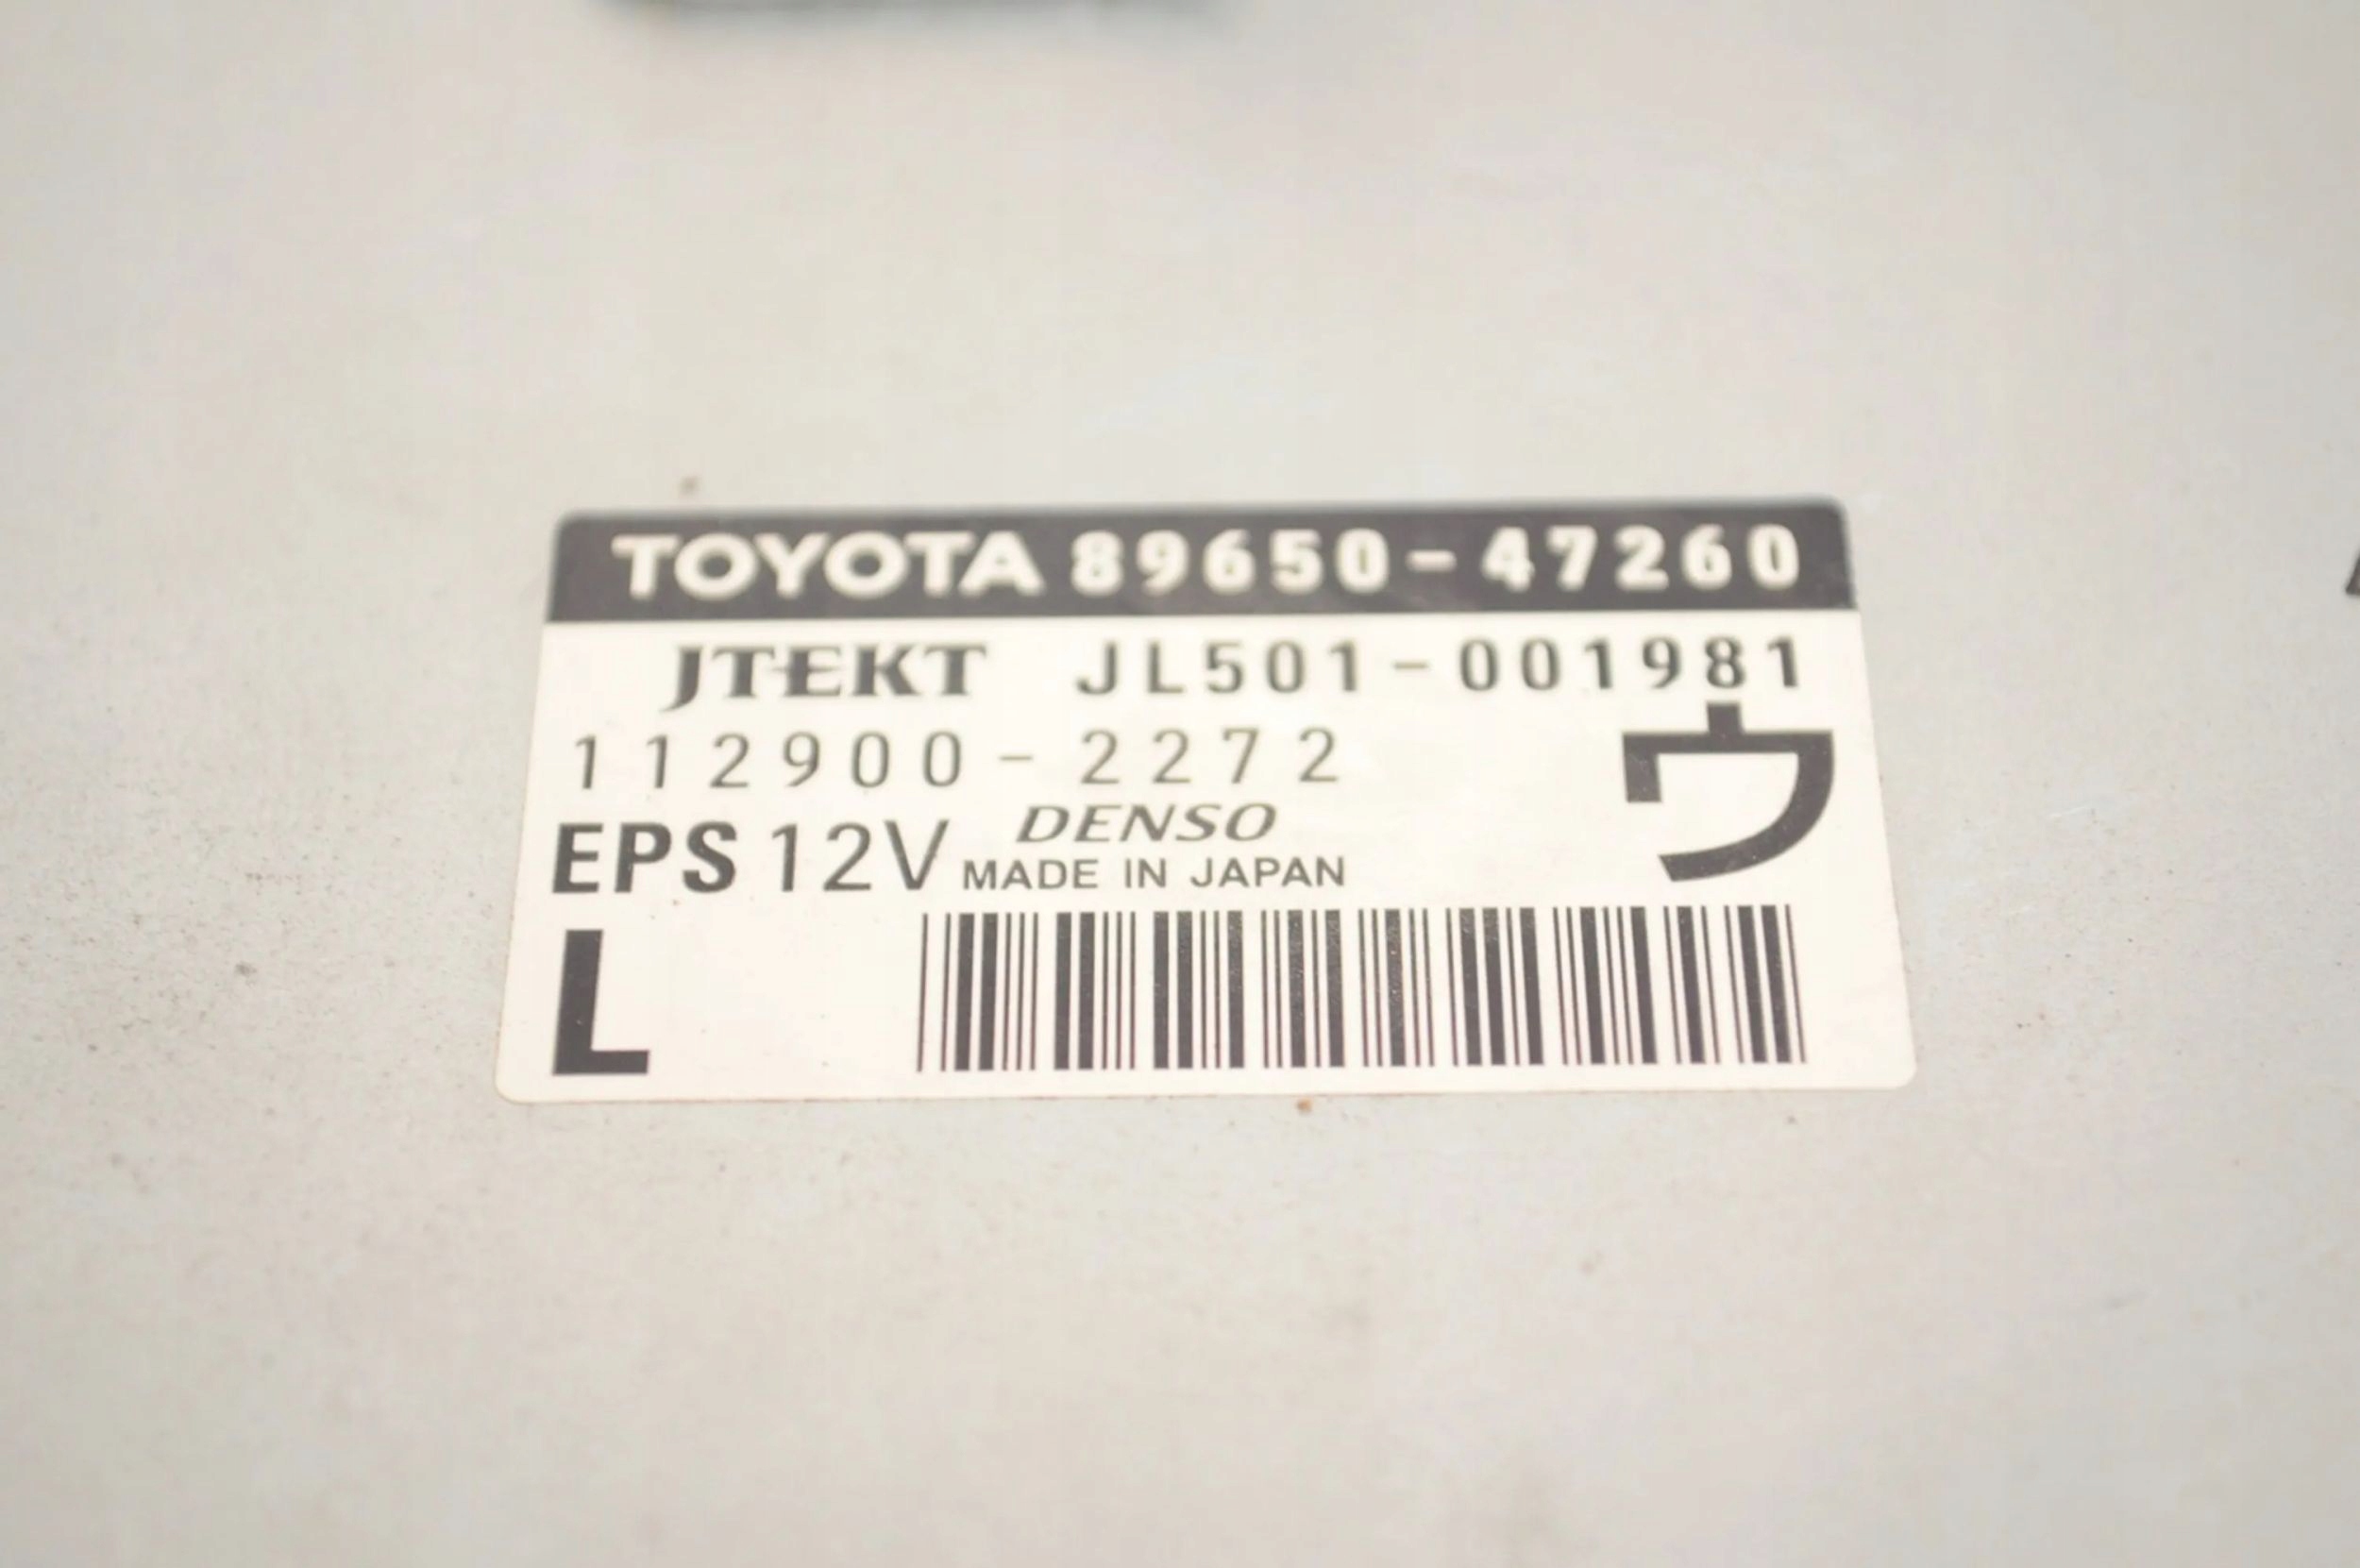 TOYOTA 89650-47260
JTEKT JL501-001981
112900-2272
ウ
EPS 12V DENSO
MADE IN JAPAN
L